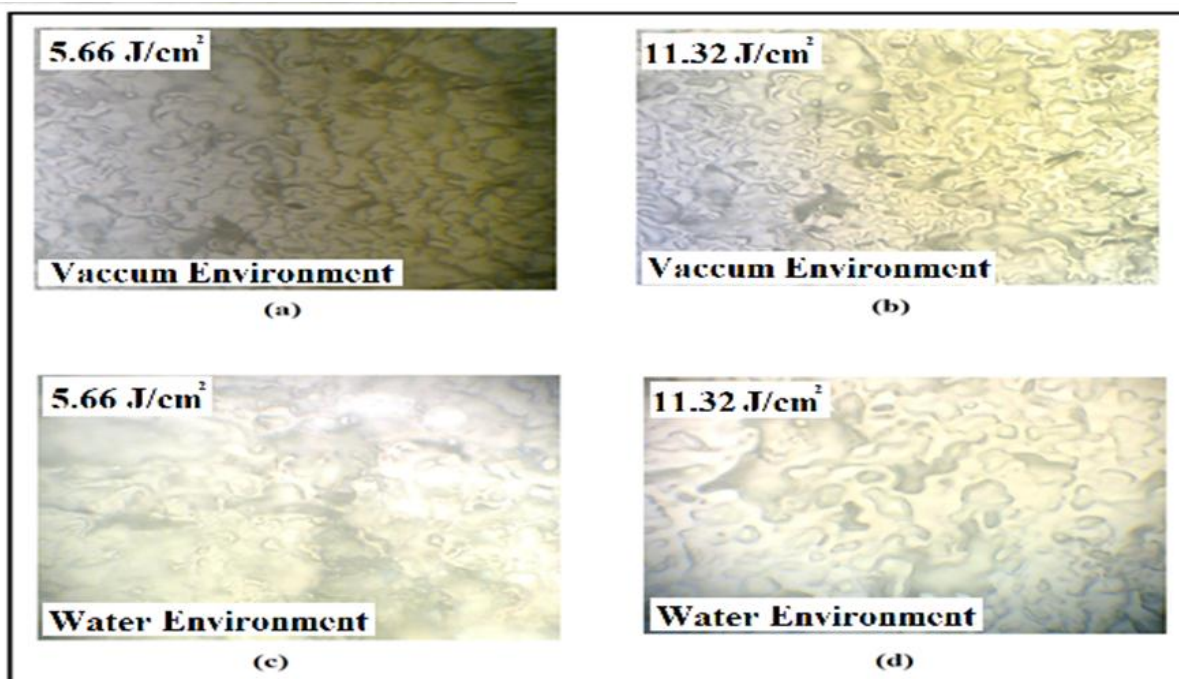 5.66 J/cm²
Vaccum Environment
(a)
11.32 J/cm²
Vaccum Environment
(b)
5.66 J/cm²
Water Environment
(c)
11.32 J/cm²
Water Environment
(d)